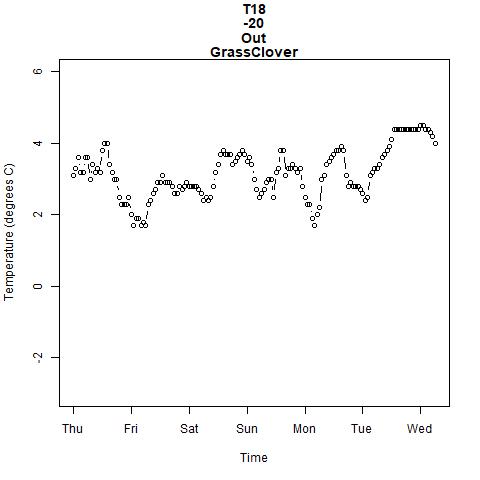 T18
-20
Out
GrassClover
Temperature (degrees C)
6
4
2
0
-2
Thu Fri Sat Sun Mon Tue Wed
Time